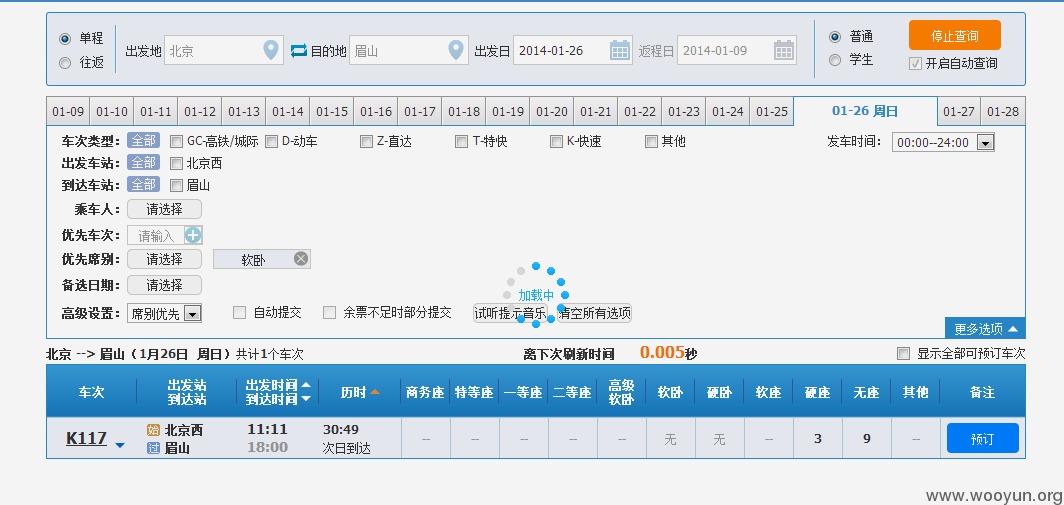 单程 往返 出发地 北京 目的地 眉山 出发日 2014-01-26 返程日 2014-01-09 普通 学生 停止查询 开启自动查询
01-09 01-10 01-11 01-12 01-13 01-14 01-15 01-16 01-17 01-18 01-19 01-20 01-21 01-22 01-23 01-24 01-25 01-26 周日 01-27 01-28
车次类型: 全部 GC-高铁/城际 D-动车 Z-直达 T-特快 K-快速 其他 发车时间: 00:00--24:00
出发车站: 全部 北京西
到达车站: 全部 眉山
乘车人: 请选择
优先车次: 请输入
优先席别: 请选择 软卧
备选日期: 请选择
加载中
高级设置: 席别优先 自动提交 余票不足时部分提交 试听提示音乐 清空所有选项
更多选项
北京 --> 眉山（1月26日 周日）共计1个车次 离下次刷新时间 0.005秒 显示全部可预订车次
车次 出发站 到达站 出发时间 到达时间 历时 商务座 特等座 一等座 二等座 高级软卧 软卧 硬卧 软座 硬座 无座 其他 备注
K117 始 北京西 11:11 30:49 -- -- -- -- -- 无 无 -- 3 9 -- 预订
过 眉山 18:00 次日到达
www.wooyun.org